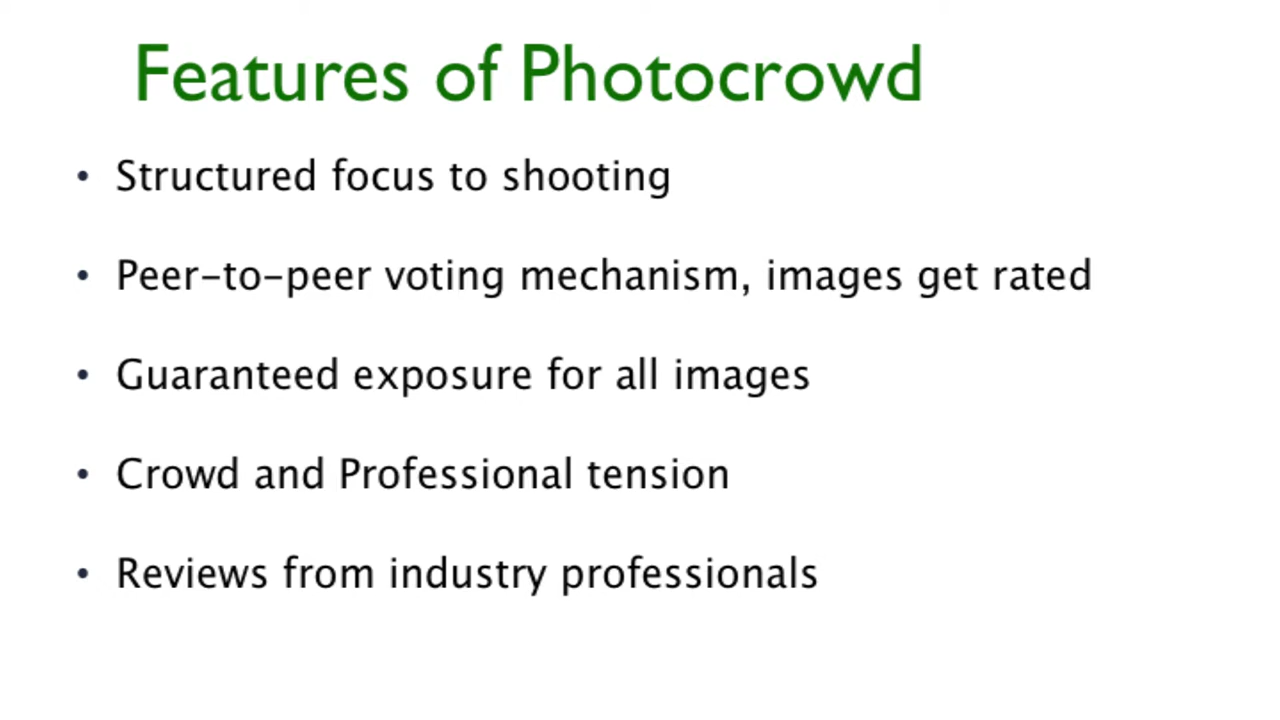 Features of Photocrowd
• Structured focus to shooting
• Peer-to-peer voting mechanism, images get rated
• Guaranteed exposure for all images
• Crowd and Professional tension
• Reviews from industry professionals